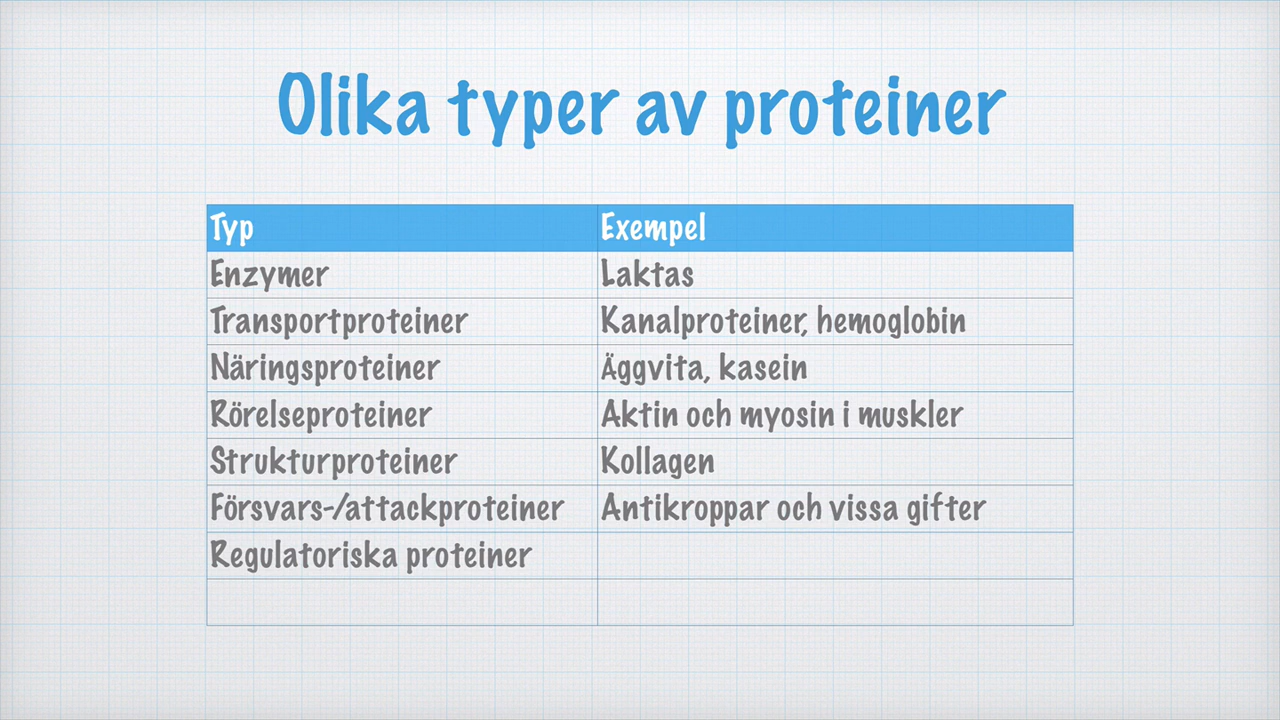 Olika typer av proteiner
Typ Exempel
Enzymer Laktas
Transportproteiner Kanalproteiner, hemoglobin
Näringsproteiner Äggvita, kasein
Rörelseproteiner Aktin och myosin i muskler
Strukturproteiner Kollagen
Försvars-/attackproteiner Antikroppar och vissa gifter
Regulatoriska proteiner